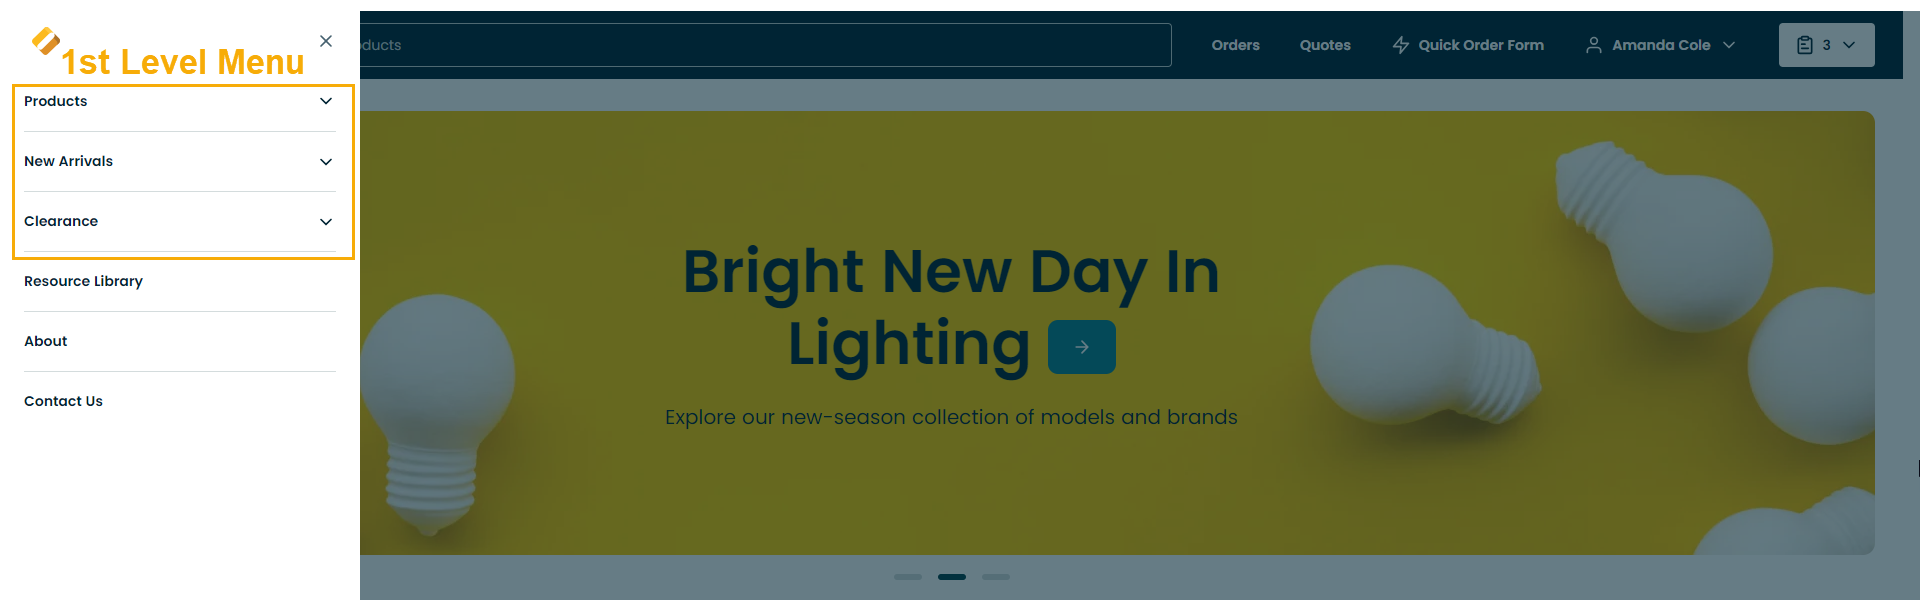 1st Level Menu
Products
New Arrivals
Clearance
Resource Library
About
Contact Us
Orders
Quotes
Quick Order Form
Amanda Cole
3
Bright New Day In
Lighting
Explore our new-season collection of models and brands